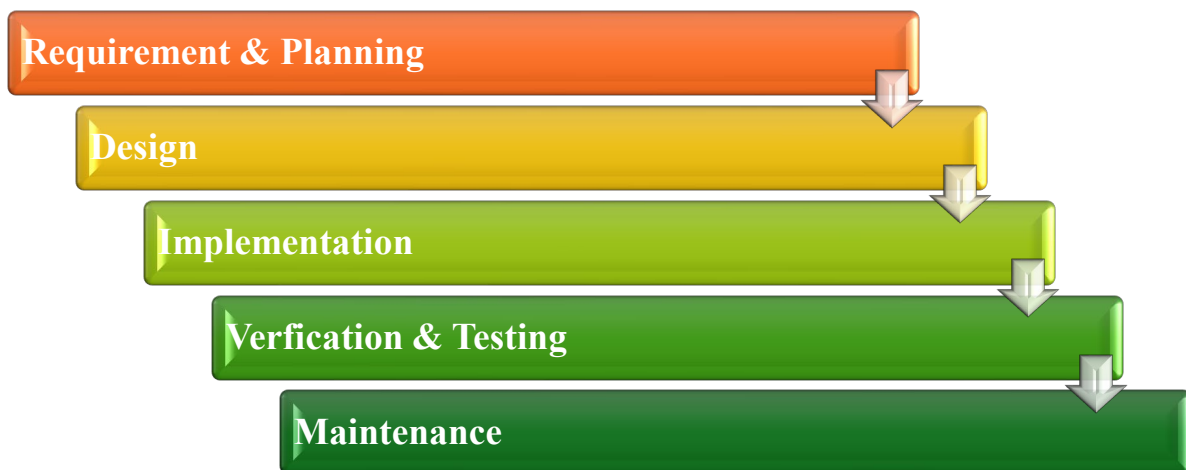 Requirement & Planning
Design
Implementation
Verfication & Testing
Maintenance